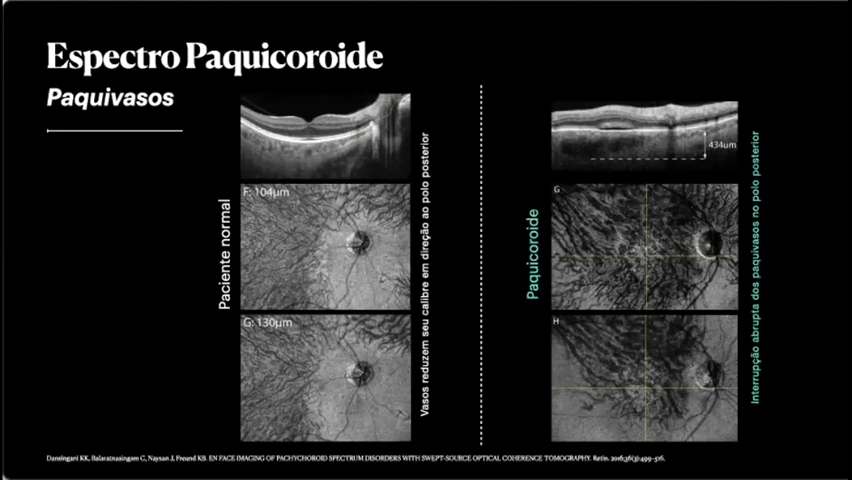 Espectro Paquicoroide
Paquivasos
Paciente normal
F: 104µm
G: 130µm
Vasos reduzem seu calibre em direção ao polo posterior
Paquicoroide
434um
G
H
Interrupção abrupta dos paquivasos no polo posterior
Dansingani KK, Balaratnasingam C, Naysan J, Freund KB. EN FACE IMAGING OF PACHYCHOROID SPECTRUM DISORDERS WITH SWEPT-SOURCE OPTICAL COHERENCE TOMOGRAPHY. Retin. 2016;36(3):499–516.